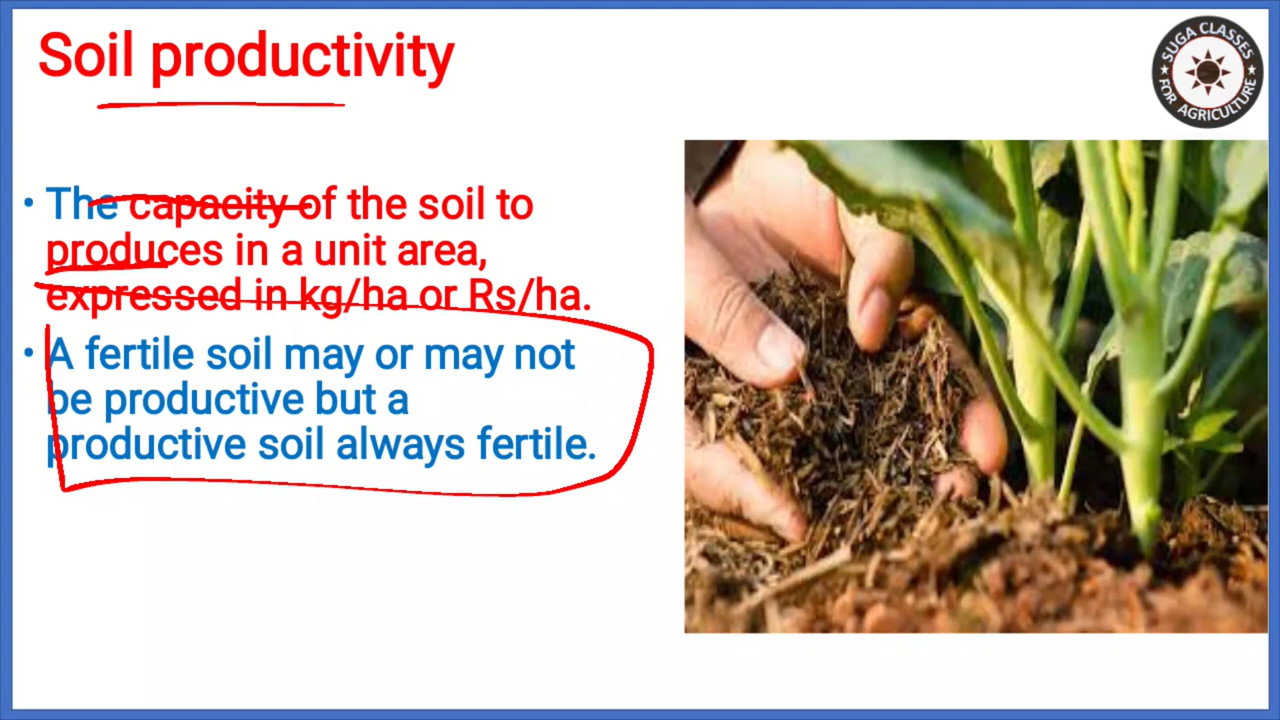 Soil productivity
SUGA CLASSES
FOR AGRICULTURE
• The capacity of the soil to
produces in a unit area,
expressed in kg/ha or Rs/ha.
• A fertile soil may or may not
be productive but a
productive soil always fertile.